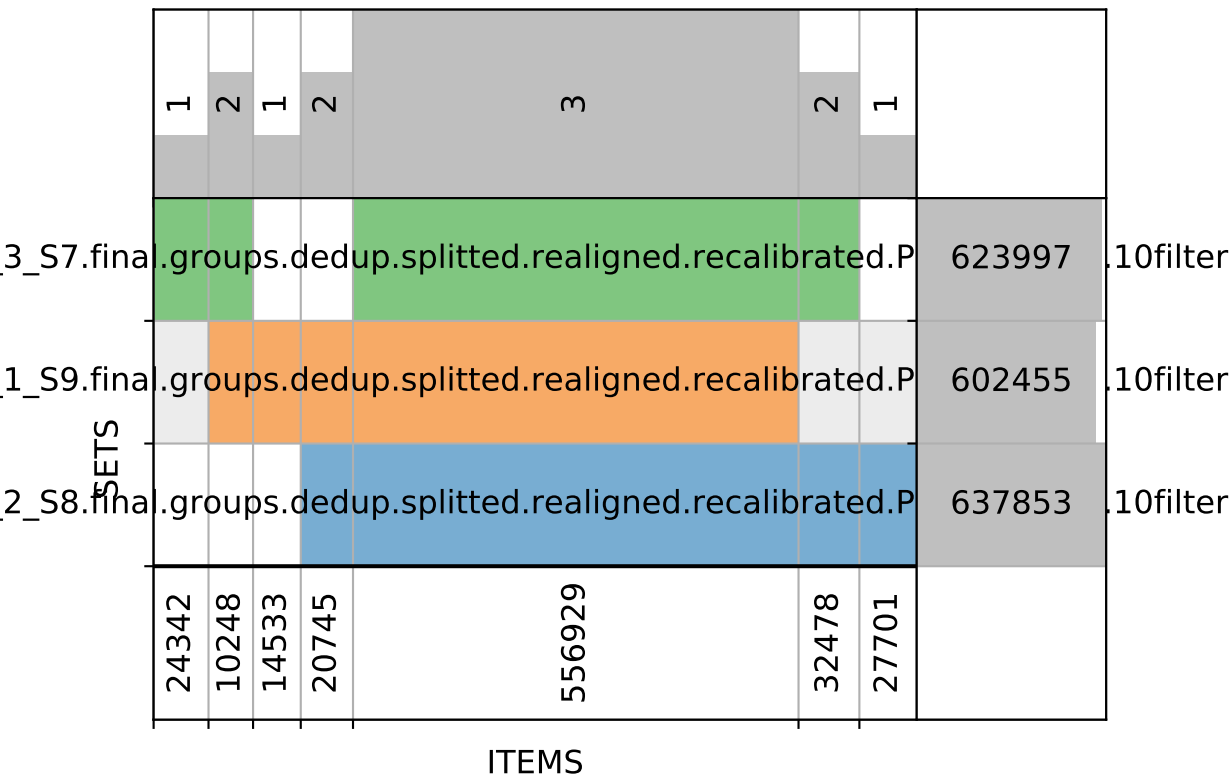 1 2 1 2 3 2 1
_3_S7.final.groups.dedup.splitted.realigned.recalibrated.P 623997 .10filter
_1_S9.final.groups.dedup.splitted.realigned.recalibrated.P 602455 .10filter
SETS
_2_S8.final.groups.dedup.splitted.realigned.recalibrated.P 637853 .10filter
24342 10248 14533 20745 556929 32478 27701
ITEMS